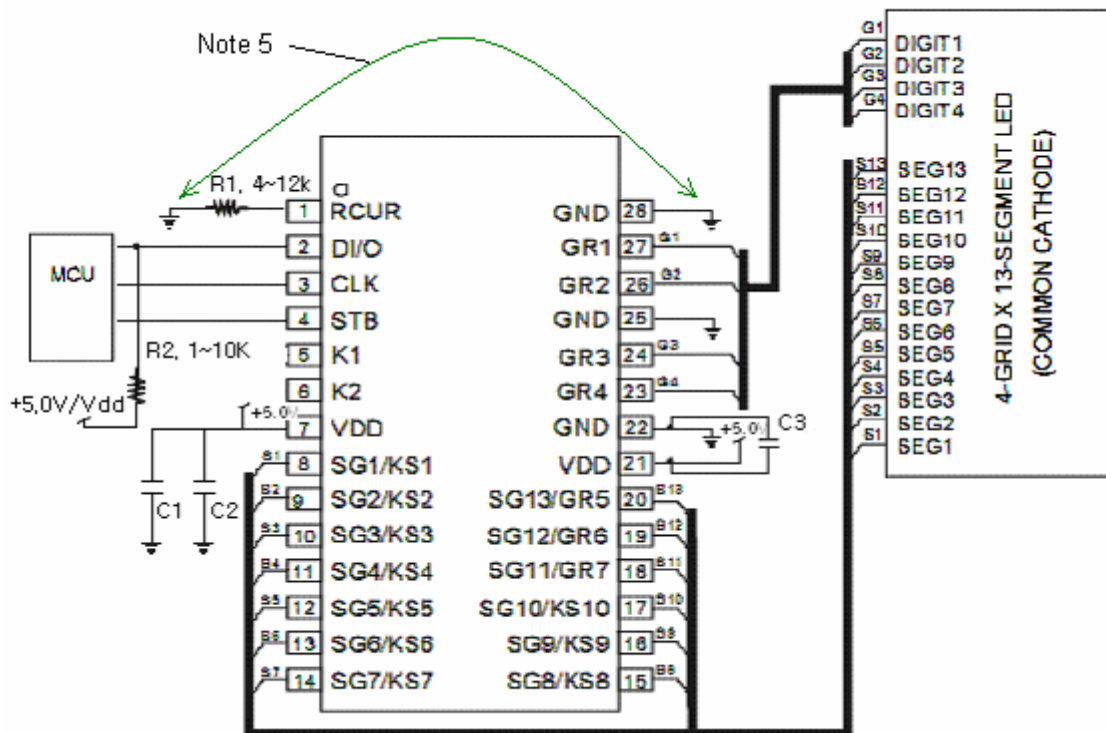 Note 5
R1, 4~12k
1 RCUR
2 DI/O
3 CLK
4 STB
5 K1
6 K2
7 VDD
8 SG1/KS1
9 SG2/KS2
10 SG3/KS3
11 SG4/KS4
12 SG5/KS5
13 SG6/KS6
14 SG7/KS7
MCU
R2, 1~10K
+5,0V/Vdd
+5.0V
C1
C2
S1
S2
S3
S4
S5
S6
S7
GND 28
GR1 27
GR2 26
GND 25
GR3 24
GR4 23
GND 22
VDD 21
SG13/GR5 20
SG12/GR6 19
SG11/GR7 18
SG10/KS10 17
SG9/KS9 16
SG8/KS8 15
G1
G2
G3
G4
+5,0V
C3
S13
S12
S11
S10
S9
S8
G1 DIGIT1
G2 DIGIT2
G3 DIGIT3
G4 DIGIT4
S13 SEG13
S12 SEG12
S11 SEG11
S10 SEG10
S9 SEG9
S8 SEG8
S7 SEG7
S6 SEG6
S5 SEG5
S4 SEG4
S3 SEG3
S2 SEG2
S1 SEG1
4-GRID X 13-SEGMENT LED
(COMMON CATHODE)